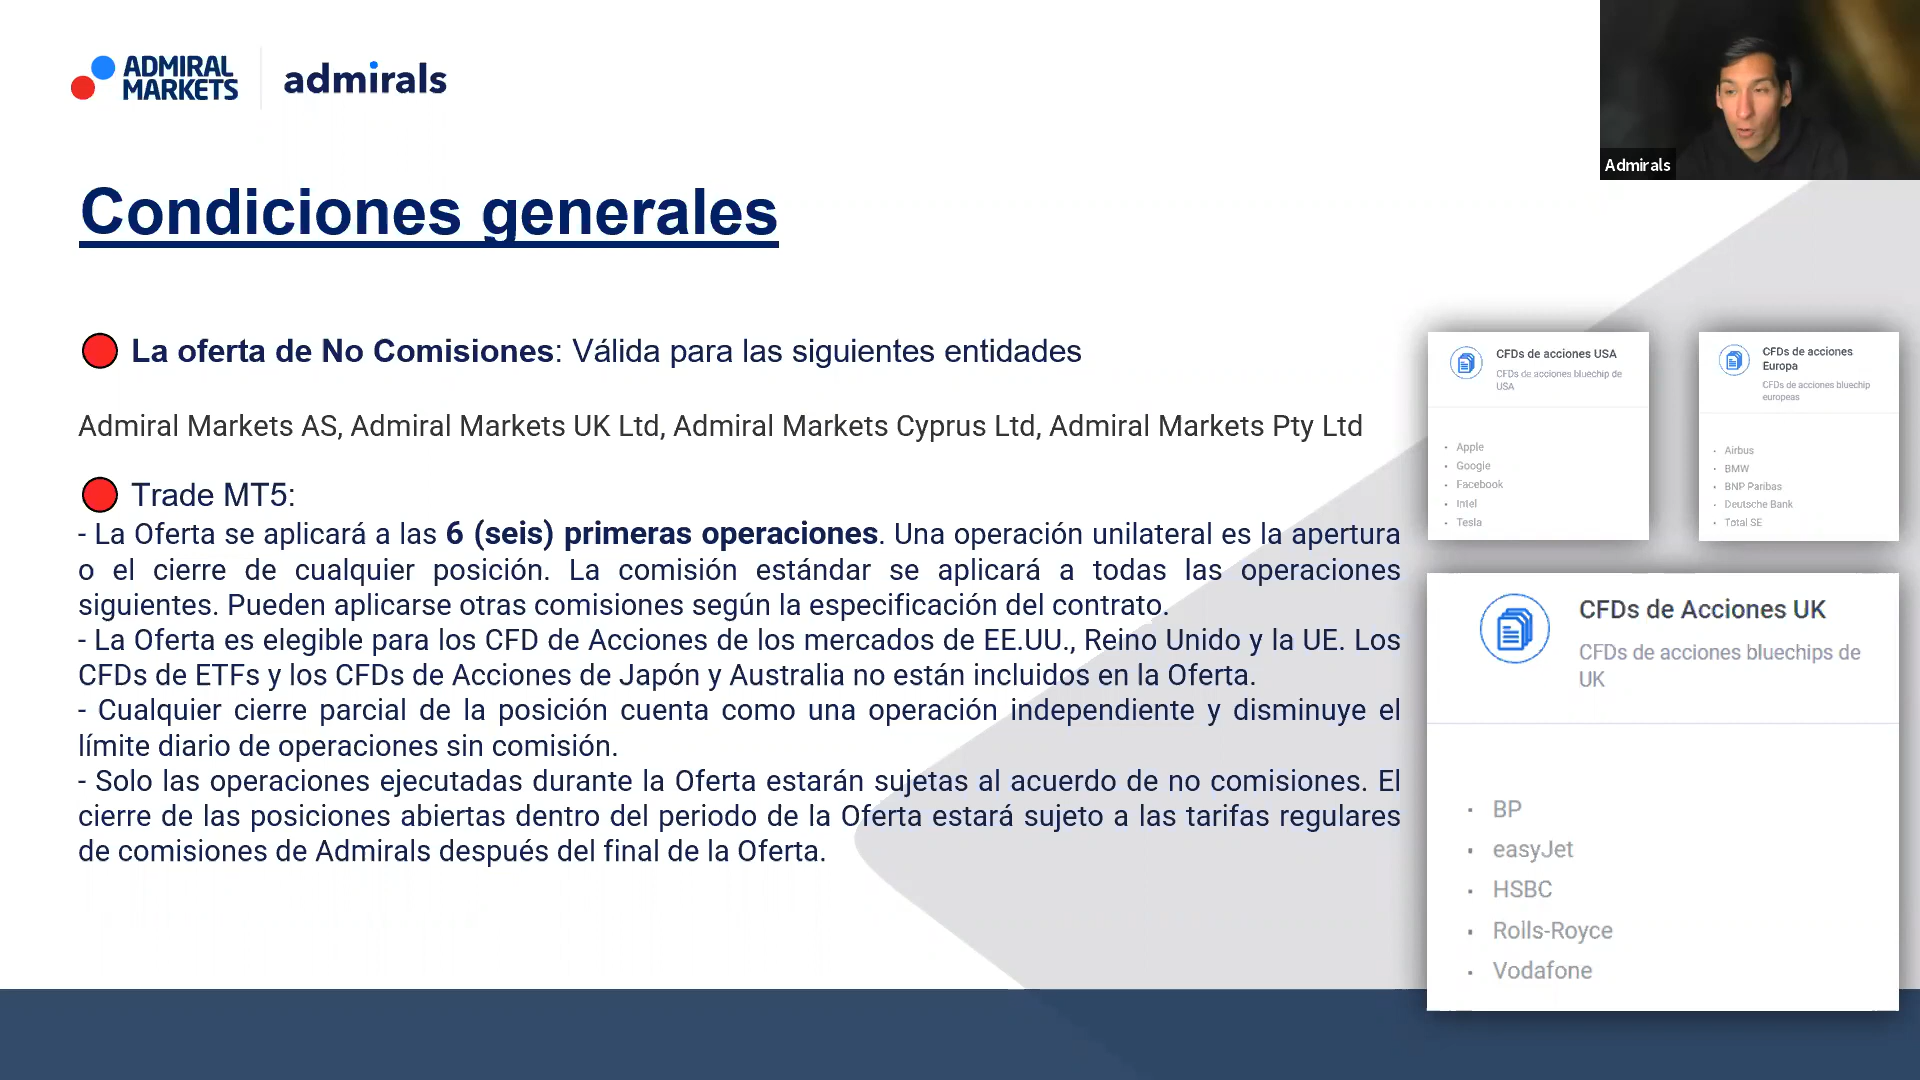 ADMIRAL
MARKETS
admirals
Admirals
Condiciones generales
La oferta de No Comisiones: Válida para las siguientes entidades
Admiral Markets AS, Admiral Markets UK Ltd, Admiral Markets Cyprus Ltd, Admiral Markets Pty Ltd
Trade MT5:
- La Oferta se aplicará a las 6 (seis) primeras operaciones. Una operación unilateral es la apertura
o el cierre de cualquier posición. La comisión estándar se aplicará a todas las operaciones
siguientes. Pueden aplicarse otras comisiones según la especificación del contrato.
- La Oferta es elegible para los CFD de Acciones de los mercados de EE.UU., Reino Unido y la UE. Los
CFDs de ETFs y los CFDs de Acciones de Japón y Australia no están incluidos en la Oferta.
- Cualquier cierre parcial de la posición cuenta como una operación independiente y disminuye el
límite diario de operaciones sin comisión.
- Solo las operaciones ejecutadas durante la Oferta estarán sujetas al acuerdo de no comisiones. El
cierre de las posiciones abiertas dentro del periodo de la Oferta estará sujeto a las tarifas regulares
de comisiones de Admirals después del final de la Oferta.
CFDs de acciones USA
CFDs de acciones bluechip de
USA
· Apple
· Google
· Facebook
· Intel
· Tesla
CFDs de acciones
Europa
CFDs de acciones bluechip
europeas
· Airbus
· BMW
· BNP Paribas
· Deutsche Bank
· Total SE
CFDs de Acciones UK
CFDs de acciones bluechips de
UK
· BP
· easyJet
· HSBC
· Rolls-Royce
· Vodafone